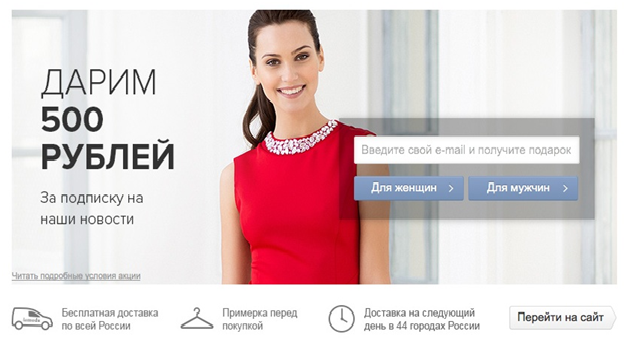 ДАРИМ
500
РУБЛЕЙ
За подписку на
наши новости
Введите свой e-mail и получите подарок
Для женщин
Для мужчин
Читать подробные условия акции
Бесплатная доставка
по всей России
Примерка перед
покупкой
Доставка на следующий
день в 44 городах России
Перейти на сайт